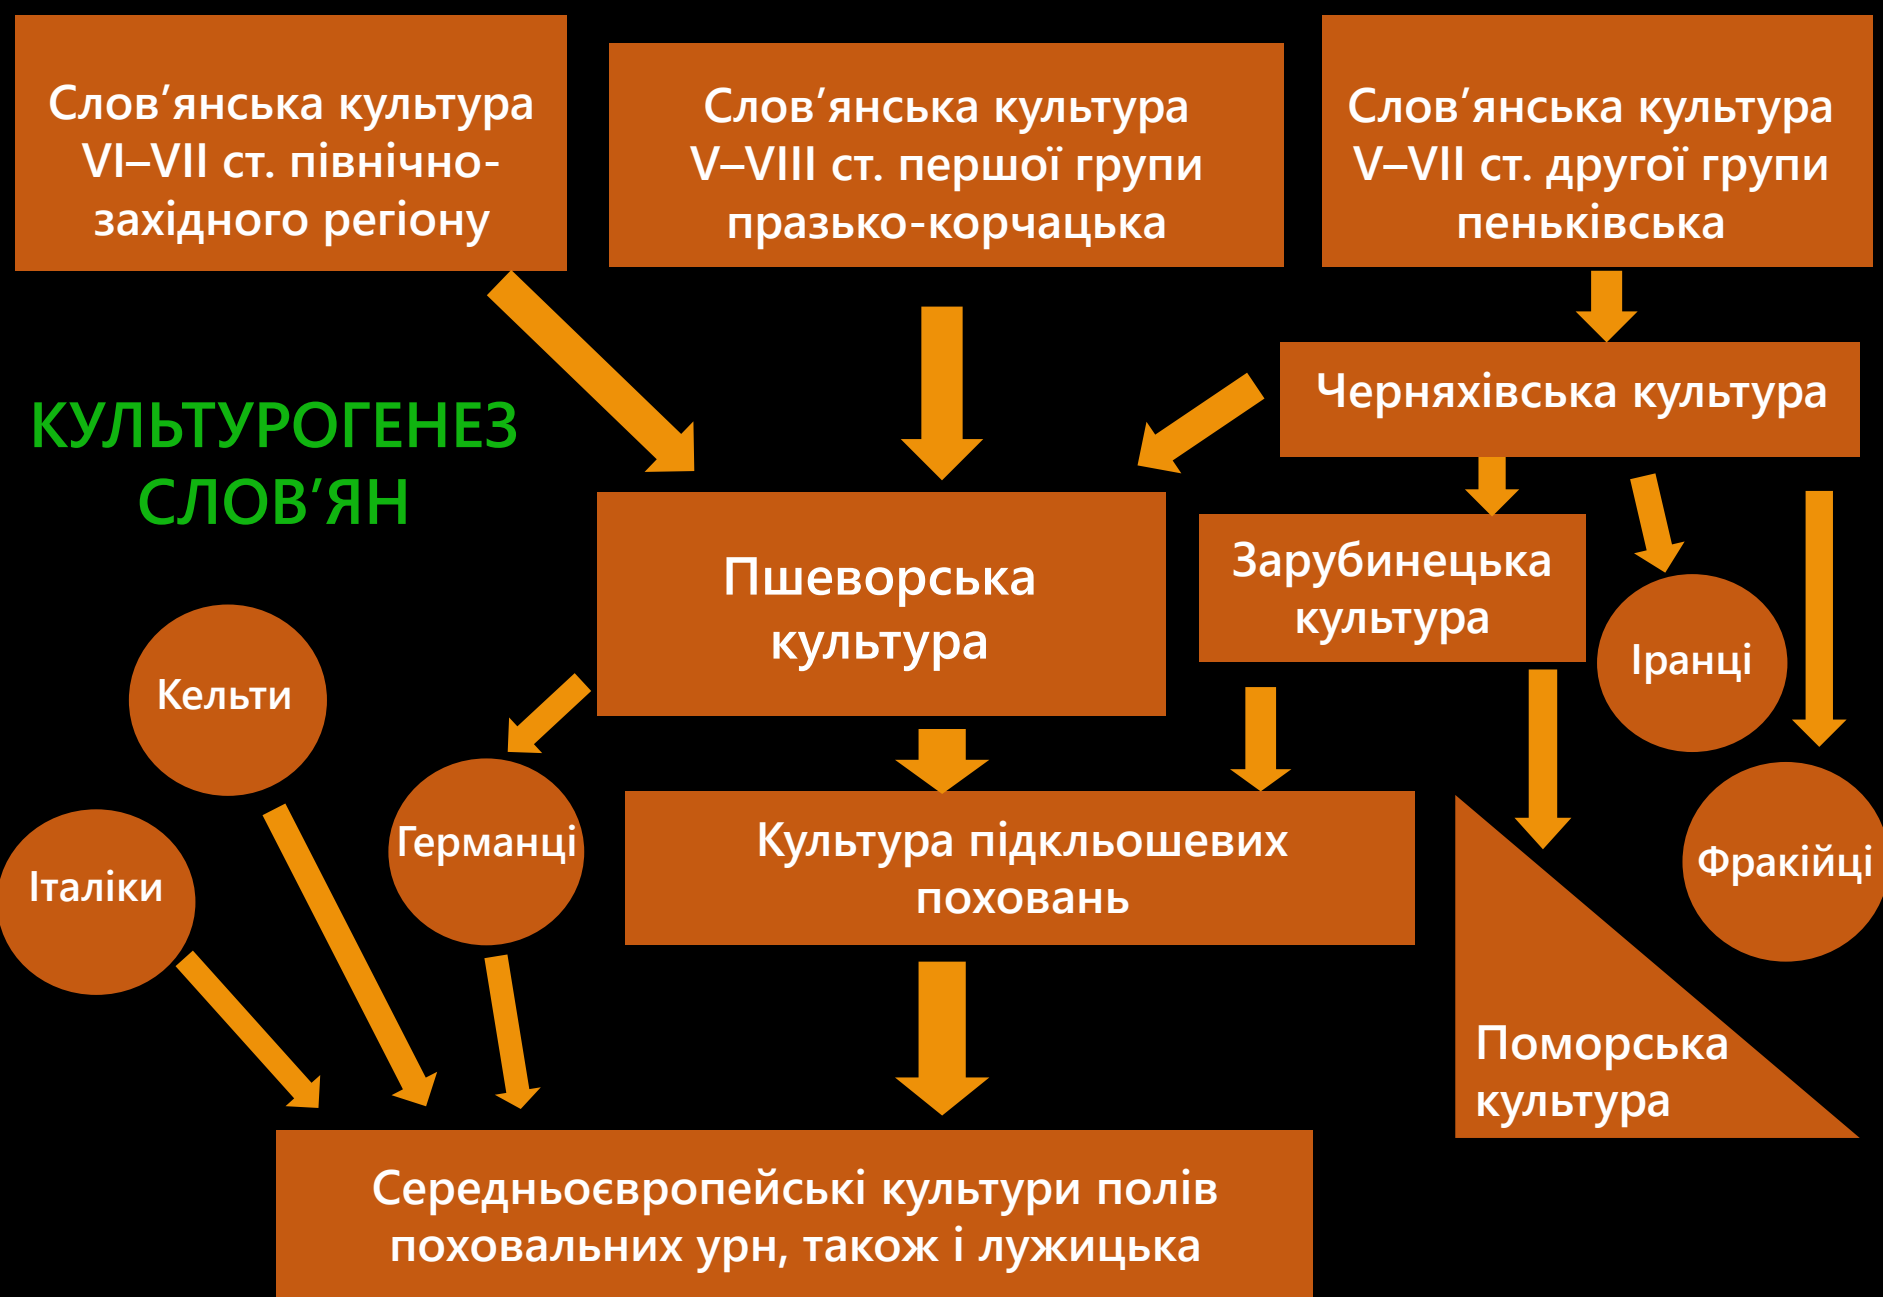 Слов’янська культура
VI–VII ст. північно-
західного регіону
Слов’янська культура
V–VIII ст. першої групи
празько-корчацька
Слов’янська культура
V–VII ст. другої групи
пеньківська
КУЛЬТУРОГЕНЕЗ
СЛОВ’ЯН
Черняхівська культура
Пшеворська
культура
Зарубинецька
культура
Іранці
Кельти
Германці
Італіки
Культура підкльошевих
поховань
Фракійці
Поморська
культура
Середньоєвропейські культури полів
поховальних урн, також і лужицька